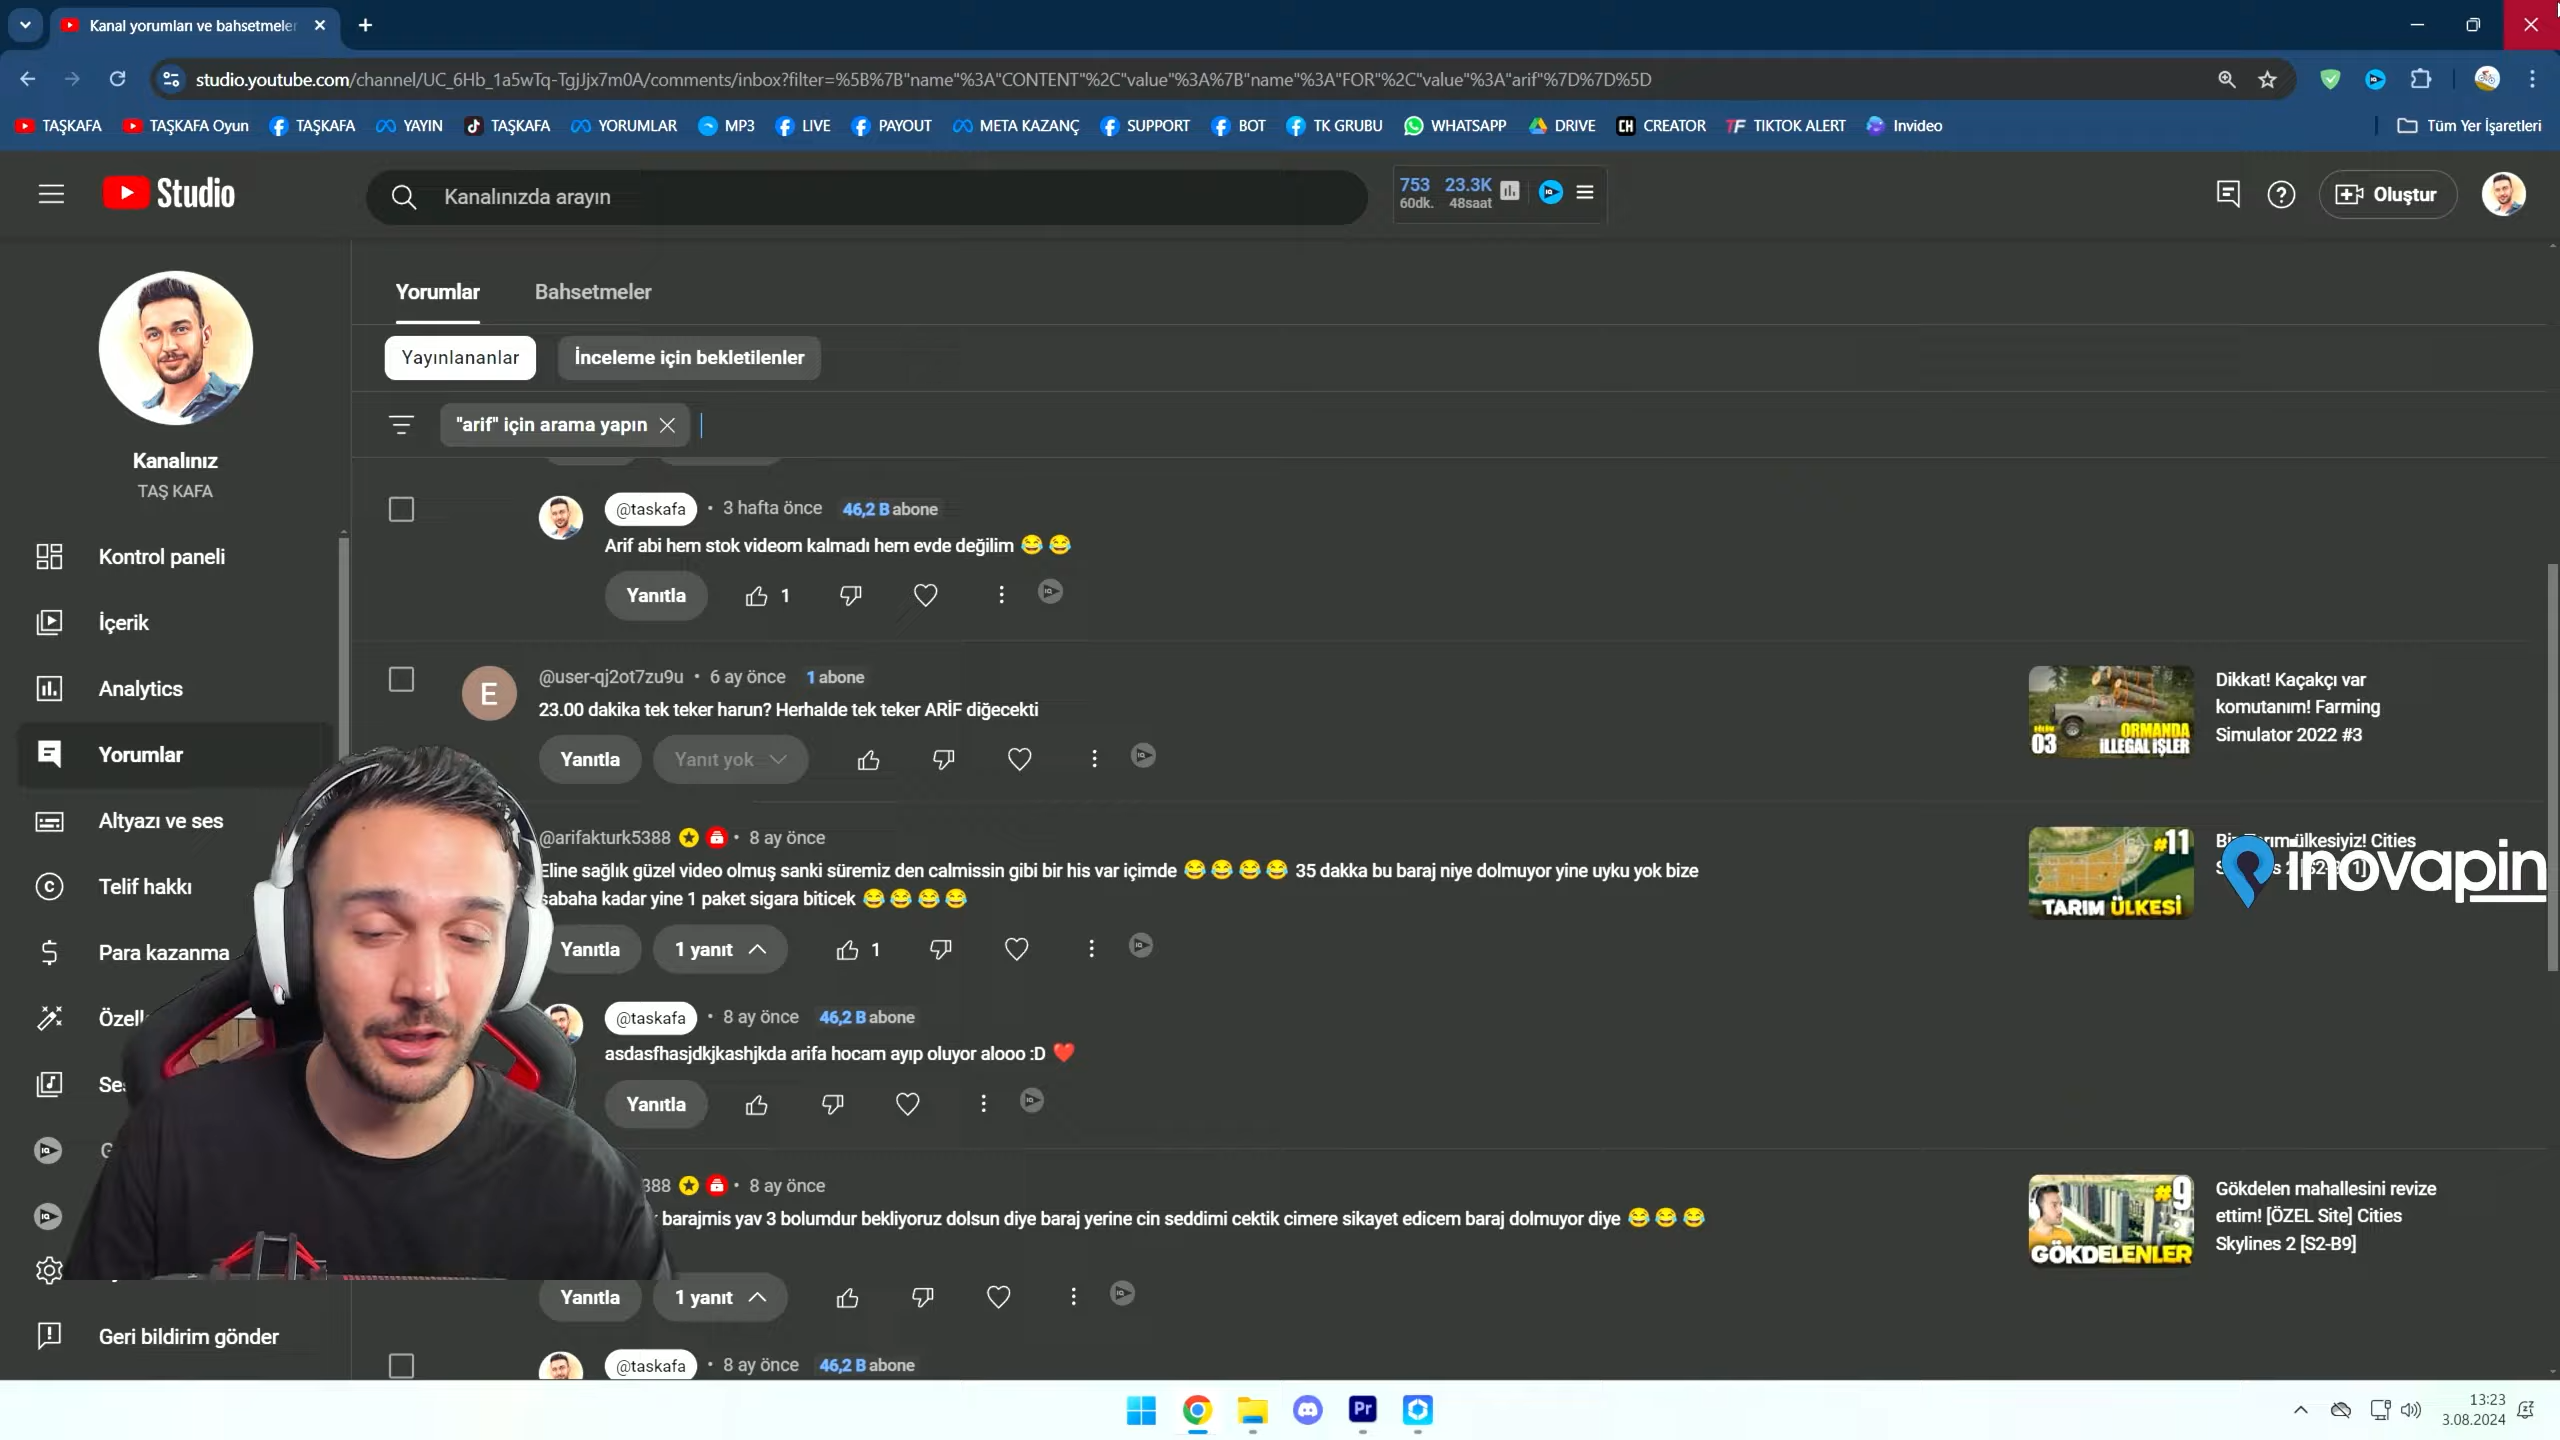 Kanal yorumları ve bahsetmeler
studio.youtube.com/channel/UC_6Hb_1a5wTq-TgjJjx7m0A/comments/inbox?filter=%5B%7B"name"%3A"CONTENT"%2C"value"%3A%7B"name"%3A"FOR"%2C"value"%3A"arif"%7D%7D%5D
TAŞKAFA TAŞKAFA Oyun TAŞKAFA YAYIN TAŞKAFA YORUMLAR MP3 LIVE PAYOUT META KAZANÇ SUPPORT BOT TK GRUBU WHATSAPP DRIVE CREATOR TIKTOK ALERT Invideo Tüm Yer İşaretleri
Studio
Kanalınızda arayın
753 23.3K
60dk. 48saat
Oluştur
Kanalınız
TAŞ KAFA
Kontrol paneli
İçerik
Analytics
Yorumlar
Altyazı ve ses
Telif hakkı
Para kazanma
Geri bildirim gönder
Yorumlar Bahsetmeler
Yayınlananlar İnceleme için bekletilenler
"arif" için arama yapın
@taskafa • 3 hafta önce 46,2 B abone
Arif abi hem stok videom kalmadı hem evde değilim 😂 😂
Yanıtla 1
@user-qj2ot7zu9u • 6 ay önce 1 abone
23.00 dakika tek teker harun? Herhalde tek teker ARİF diğecekti
Yanıtla Yanıt yok
BÖLÜM
03
ORMANDA
İLLEGAL İŞLER
Dikkat! Kaçakçı var
komutanım! Farming
Simulator 2022 #3
@arifakturk5388 • 8 ay önce
Eline sağlık güzel video olmuş sanki süremiz den calmissin gibi bir his var içimde 😂 😂 😂 😂 35 dakka bu baraj niye dolmuyor yine uyku yok bize
sabaha kadar yine 1 paket sigara biticek 😂 😂 😂 😂
Yanıtla 1 yanıt 1
#11
TARIM ÜLKESİ
Biz Tarım ülkesiyiz! Cities
inovapin
@taskafa • 8 ay önce 46,2 B abone
asdasfhasjdkjkashjkda arifa hocam ayıp oluyor alooo :D ❤️
Yanıtla
388 • 8 ay önce
barajmis yav 3 bolumdur bekliyoruz dolsun diye baraj yerine cin seddimi cektik cimere sikayet edicem baraj dolmuyor diye 😂 😂 😂
Yanıtla 1 yanıt
#9
GÖKDELENLER
Gökdelen mahallesini revize
ettim! [ÖZEL Site] Cities
Skylines 2 [S2-B9]
@taskafa • 8 ay önce 46,2 B abone
13:23
3.08.2024